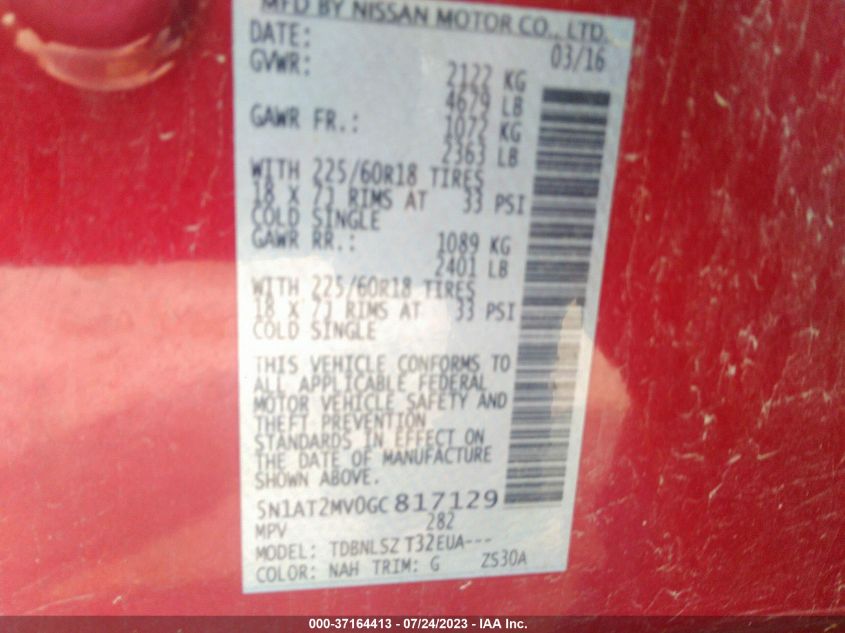 MFD BY NISSAN MOTOR CO., LTD.
DATE: 03/16
GVWR: 2122 KG
4679 LB
GAWR FR.: 1072 KG
2363 LB
WITH 225/60R18 TIRES
18 X 7J RIMS AT 33 PSI
COLD SINGLE
GAWR RR.: 1089 KG
2401 LB
WITH 225/60R18 TIRES
18 X 7J RIMS AT 33 PSI
COLD SINGLE
THIS VEHICLE CONFORMS TO
ALL APPLICABLE FEDERAL
MOTOR VEHICLE SAFETY AND
THEFT PREVENTION
STANDARDS IN EFFECT ON
THE DATE OF MANUFACTURE
SHOWN ABOVE.
5N1AT2MV0GC817129
MPV 282
MODEL: TDBNLSZ T32EUA---
COLOR: NAH TRIM: G ZS30A
000-37164413 - 07/24/2023 - IAA Inc.